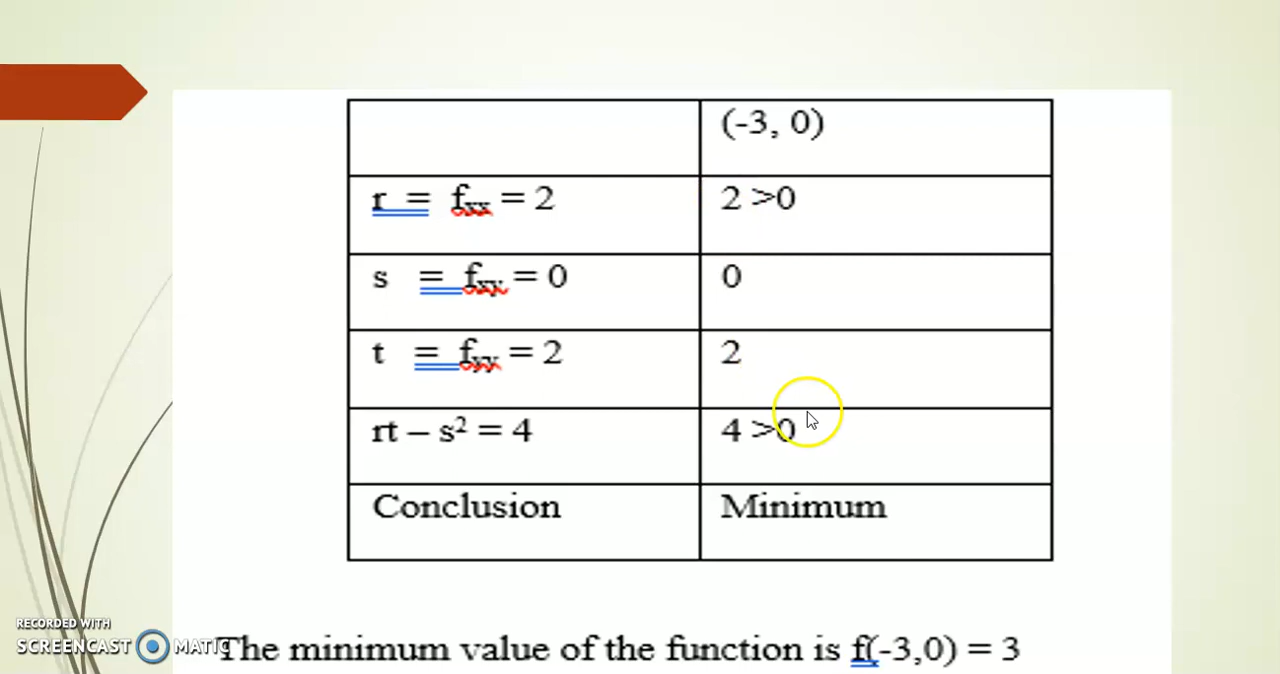 (-3, 0)
r = fxx = 2 2 >0
s = fxy = 0 0
t = fyy = 2 2
rt – s² = 4 4 >0
Conclusion Minimum
RECORDED WITH
SCREENCAST MATIC
The minimum value of the function is f(-3,0) = 3